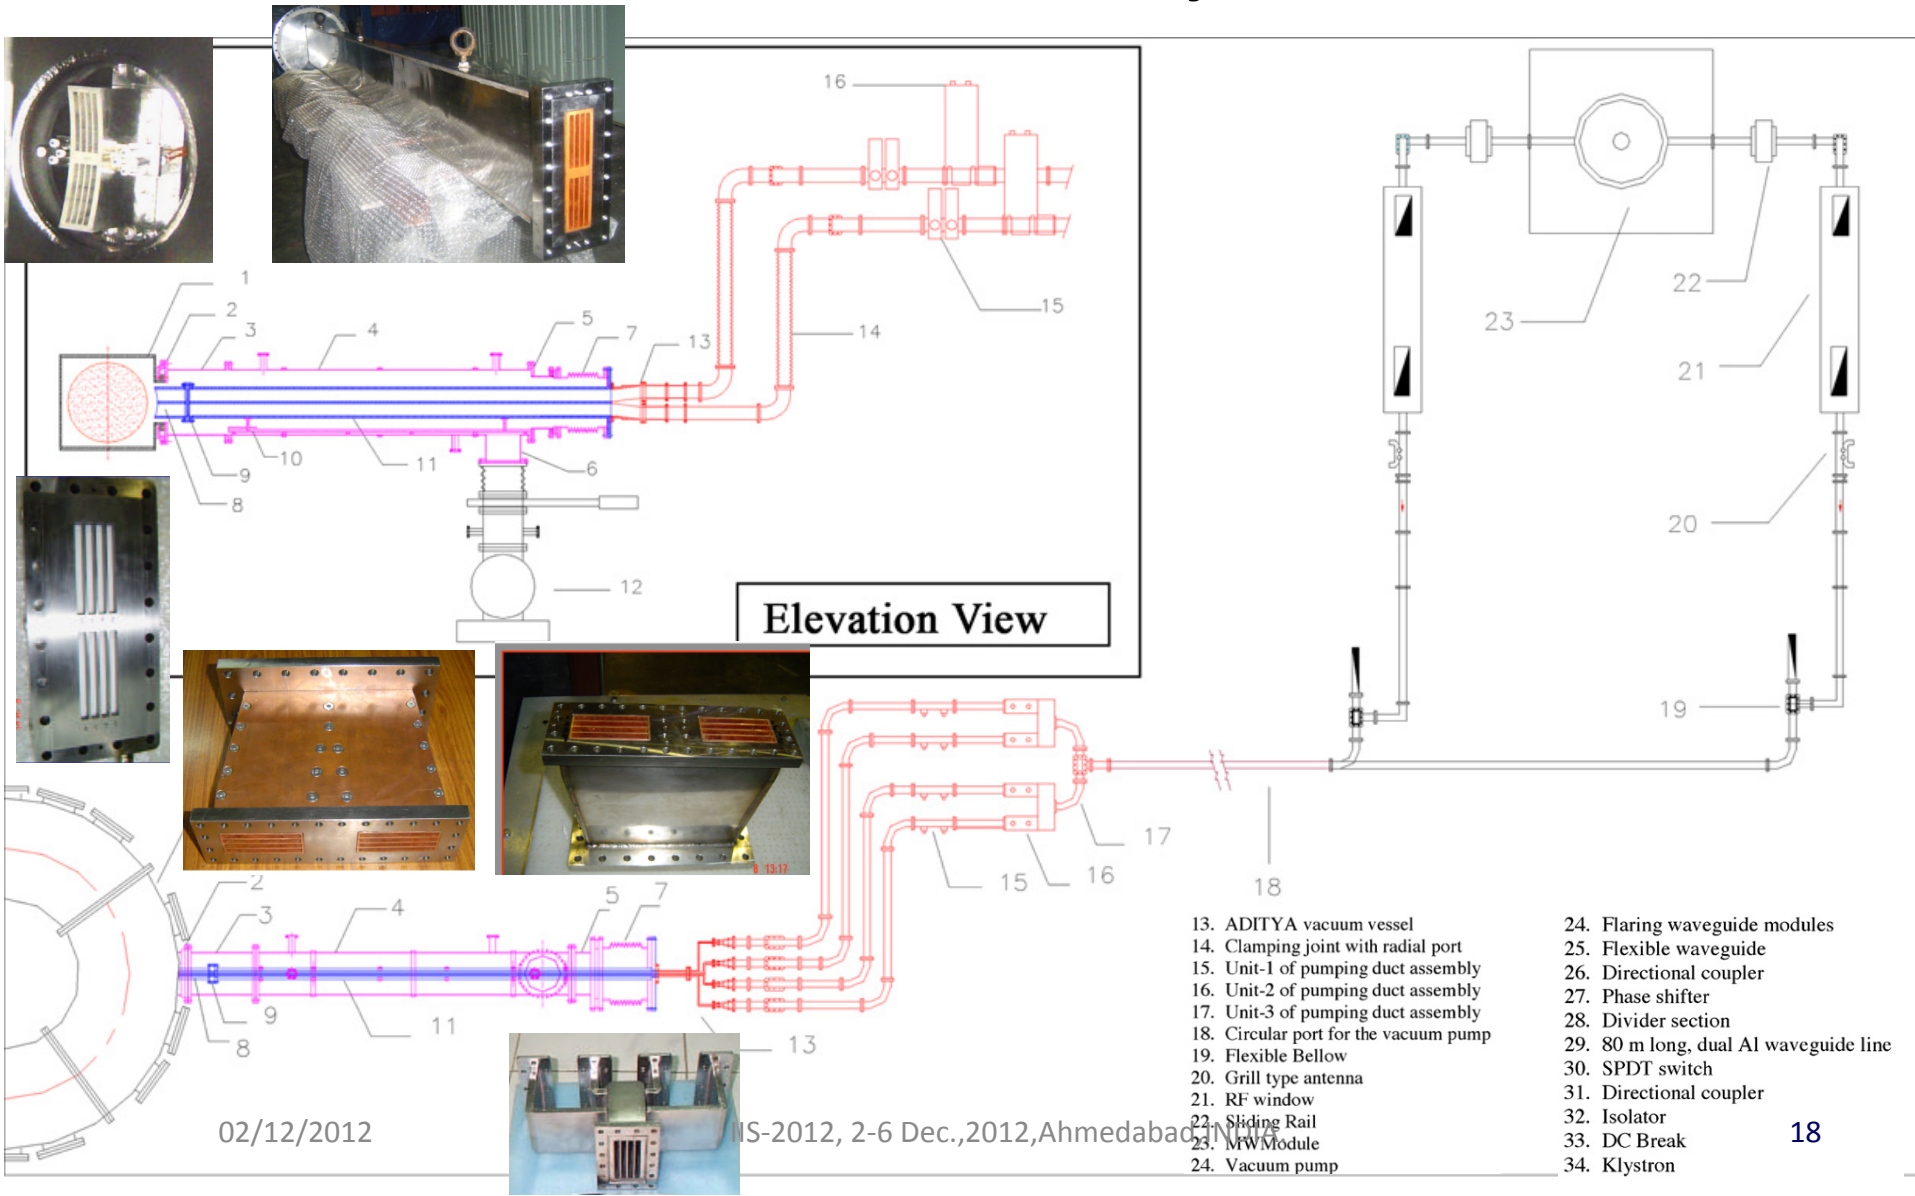 16
1
2
3
4
5
7
13
14
15
10
11
9
8
6
12
Elevation View
22
23
21
20
19
17
15
16
18
2
3
4
5
7
9
8
11
13
8 13:17
13. ADITYA vacuum vessel
14. Clamping joint with radial port
15. Unit-1 of pumping duct assembly
16. Unit-2 of pumping duct assembly
17. Unit-3 of pumping duct assembly
18. Circular port for the vacuum pump
19. Flexible Bellow
20. Grill type antenna
21. RF window
22. Sliding Rail
23. MWModule
24. Vacuum pump
24. Flaring waveguide modules
25. Flexible waveguide
26. Directional coupler
27. Phase shifter
28. Divider section
29. 80 m long, dual Al waveguide line
30. SPDT switch
31. Directional coupler
32. Isolator
33. DC Break
34. Klystron
02/12/2012
IIS-2012, 2-6 Dec.,2012,Ahmedabad,INDIA.
18